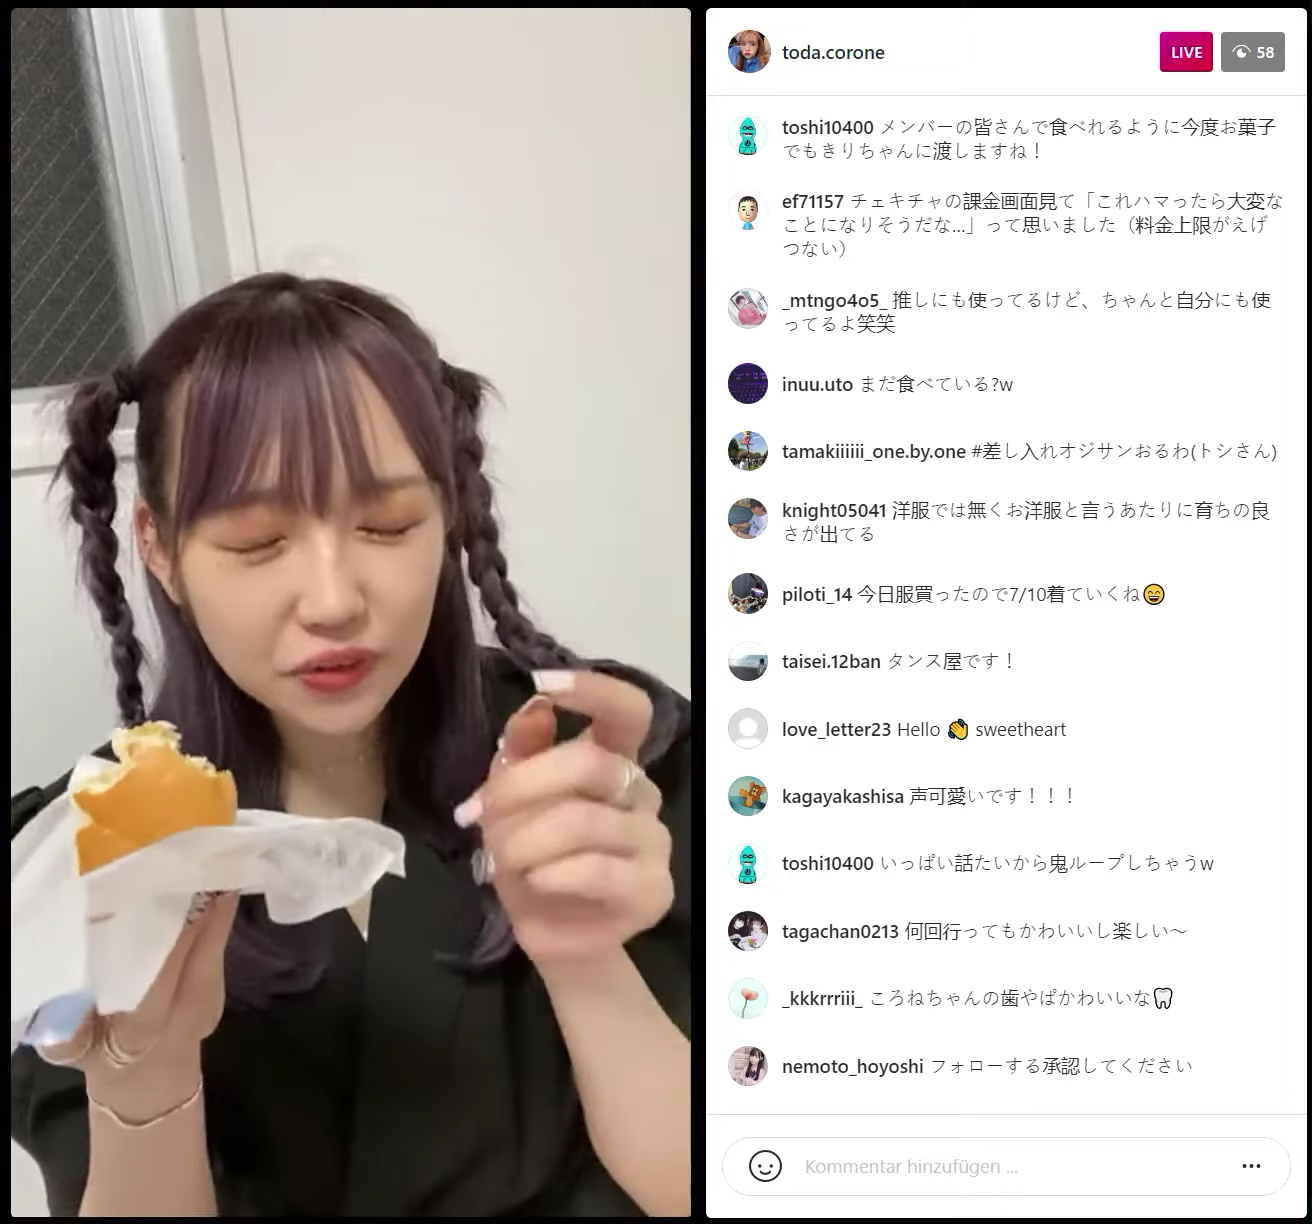 toda.corone
LIVE
58
toshi10400 メンバーの皆さんで食べれるように今度お菓子
でもきりちゃんに渡しますね！
ef71157 チェキチャの課金画面見て「これハマったら大変な
ことになりそうだな...」って思いました（料金上限がえげ
つない）
_mtngo4o5_ 推しにも使ってるけど、ちゃんと自分にも使
ってるよ笑笑
inuu.uto まだ食べている?w
tamakiiiiiii_one.by.one #差し入れオジサンおるわ(トシさん)
knight05041 洋服では無くお洋服と言うあたりに育ちの良
さが出てる
piloti_14 今日服買ったので7/10着ていくね😄
taisei.12ban タンス屋です！
love_letter23 Hello 👋 sweetheart
kagayakashisa 声可愛いです！！！
toshi10400 いっぱい話たいから鬼ループしちゃうw
tagachan0213 何回行ってもかわいいし楽しい〜
_kkkrrriii_ ころねちゃんの歯やぱかわいいな🦷
nemoto_hoyoshi フォローする承認してください
Kommentar hinzufügen ...